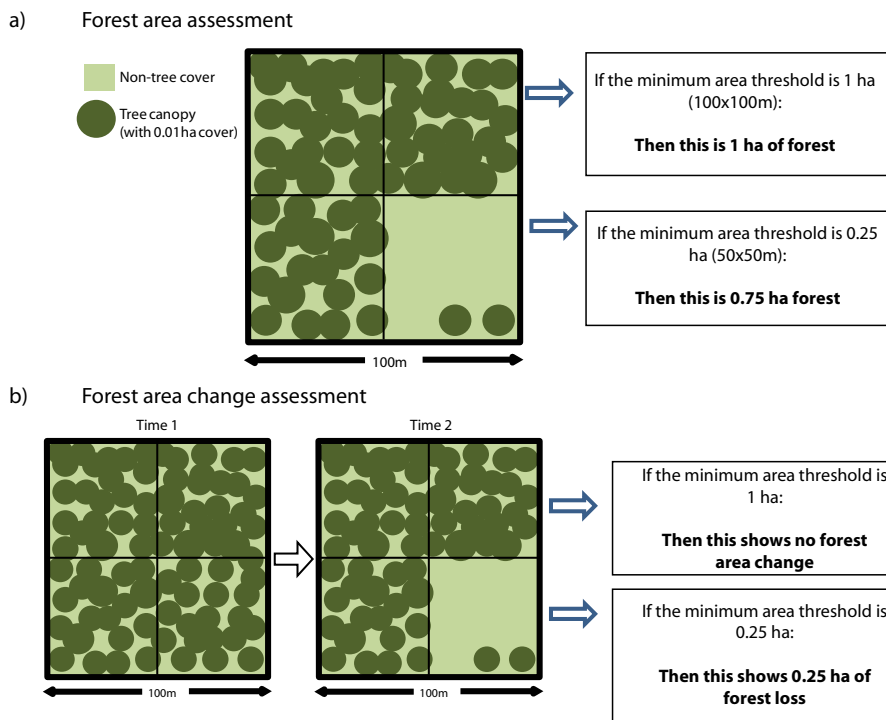 a) Forest area assessment
Non-tree cover
Tree canopy
(with 0.01ha cover)
If the minimum area threshold is 1 ha
(100x100m):
Then this is 1 ha of forest
If the minimum area threshold is 0.25
ha (50x50m):
Then this is 0.75 ha forest
100m
b) Forest area change assessment
Time 1
Time 2
If the minimum area threshold is
1 ha:
Then this shows no forest
area change
If the minimum area threshold is
0.25 ha:
Then this shows 0.25 ha of
forest loss
100m
100m